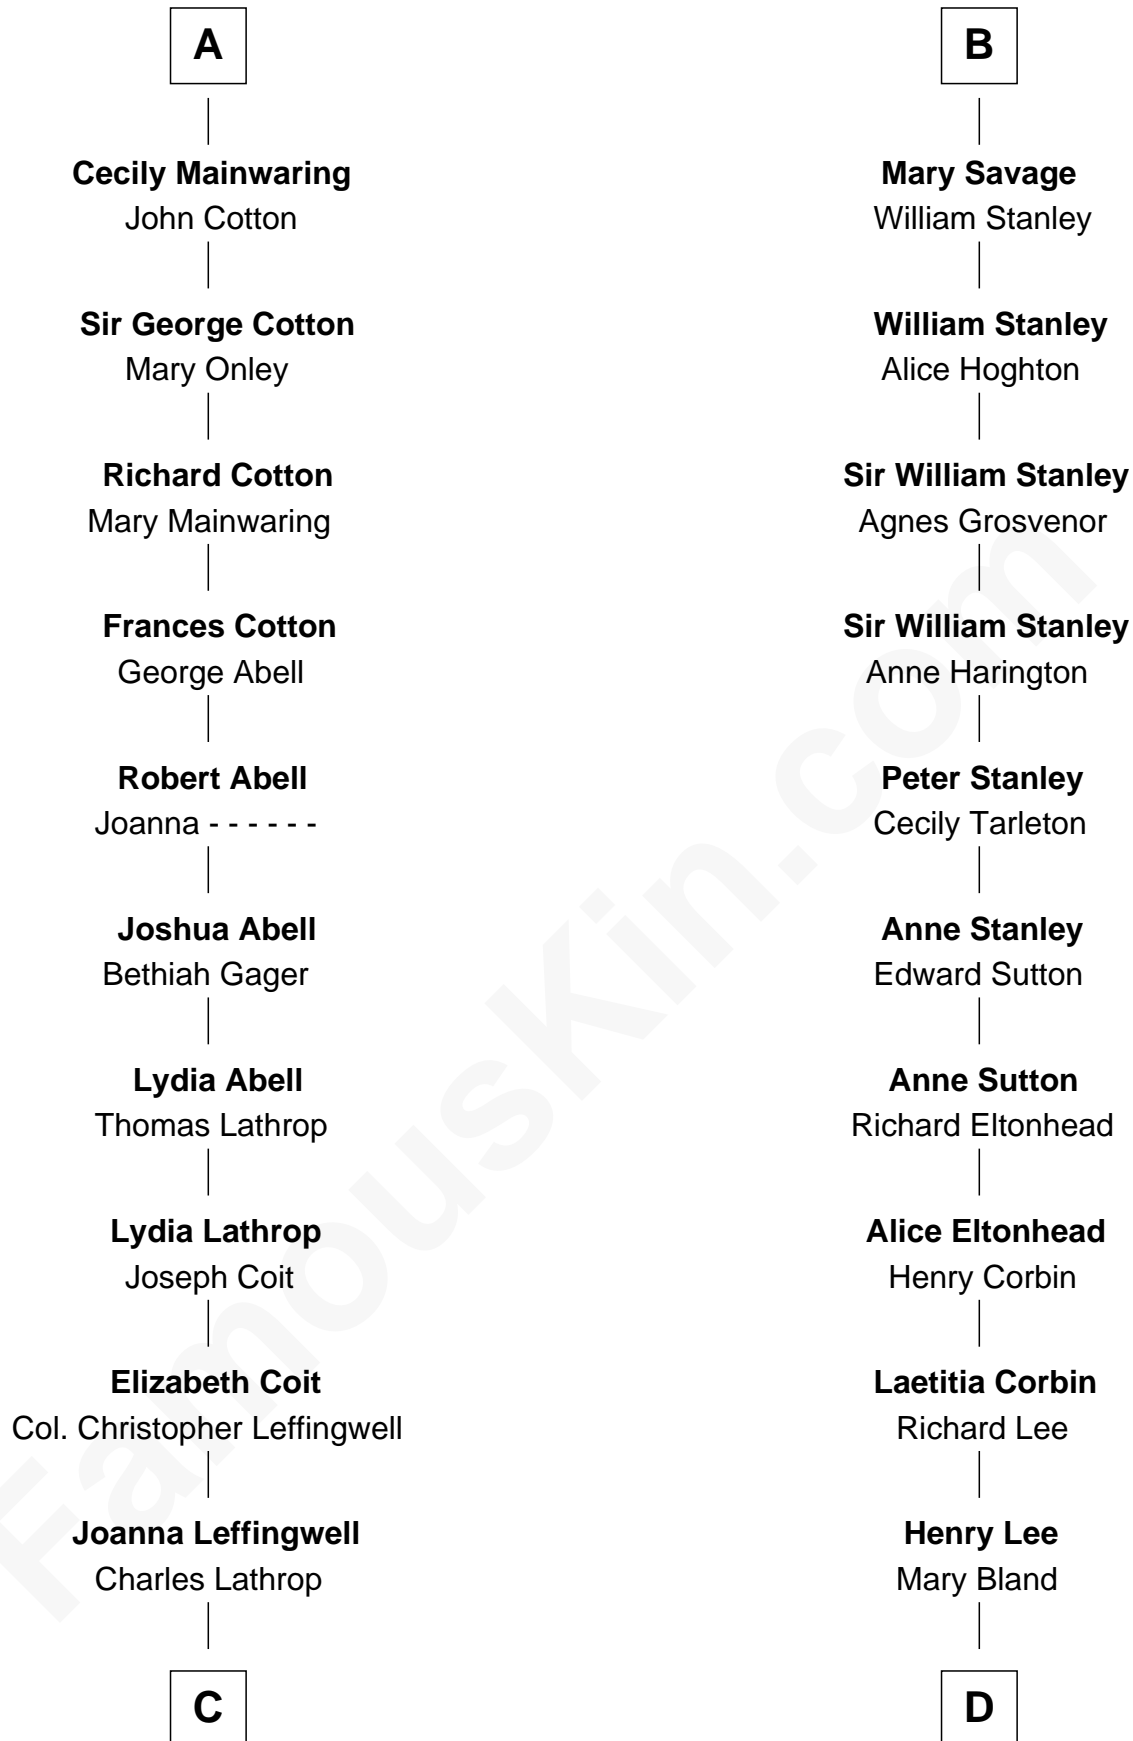 A
Cecily Mainwaring
John Cotton
Sir George Cotton
Mary Onley
Richard Cotton
Mary Mainwaring
Frances Cotton
George Abell
Robert Abell
Joanna - - - - - -
Joshua Abell
Bethiah Gager
Lydia Abell
Thomas Lathrop
Lydia Lathrop
Joseph Coit
Elizabeth Coit
Col. Christopher Leffingwell
Joanna Leffingwell
Charles Lathrop
C
B
Mary Savage
William Stanley
William Stanley
Alice Hoghton
Sir William Stanley
Agnes Grosvenor
Sir William Stanley
Anne Harington
Peter Stanley
Cecily Tarleton
Anne Stanley
Edward Sutton
Anne Sutton
Richard Eltonhead
Alice Eltonhead
Henry Corbin
Laetitia Corbin
Richard Lee
Henry Lee
Mary Bland
D
FamousKin.com